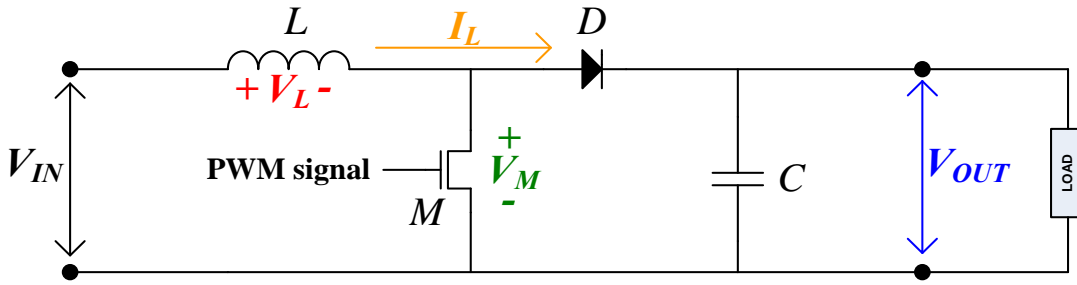 L
I_L
D
+ V_L -
V_IN
PWM signal
M
+
V_M
-
C
V_OUT
LOAD